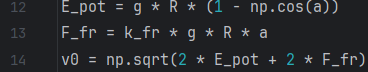 12 E_pot = g * R * (1 - np.cos(a))
13 F_fr = k_fr * g * R * a
14 v0 = np.sqrt(2 * E_pot + 2 * F_fr)